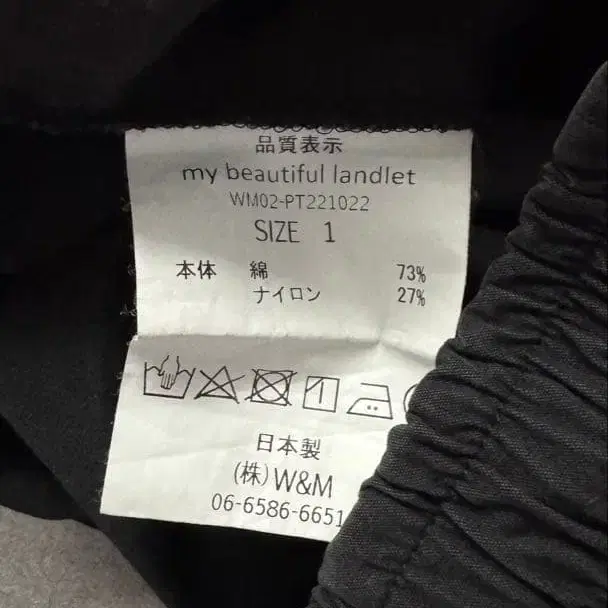 品質表示
my beautiful landlet
WM02-PT221022
SIZE 1
本体 綿 73%
ナイロン 27%
日本製
(株) W&M
06-6586-6651